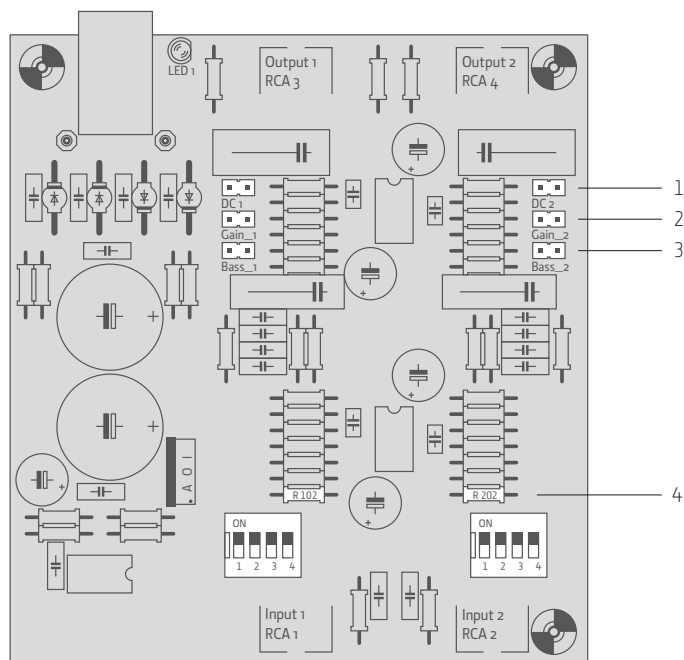 LED 1
Output 1
RCA 3
Output 2
RCA 4
DC 1
Gain_1
Bass_1
DC 2
Gain_2
Bass_2
1
2
3
A O I
R 102
R 202
4
ON
1 2 3 4
ON
1 2 3 4
Input 1
RCA 1
Input 2
RCA 2